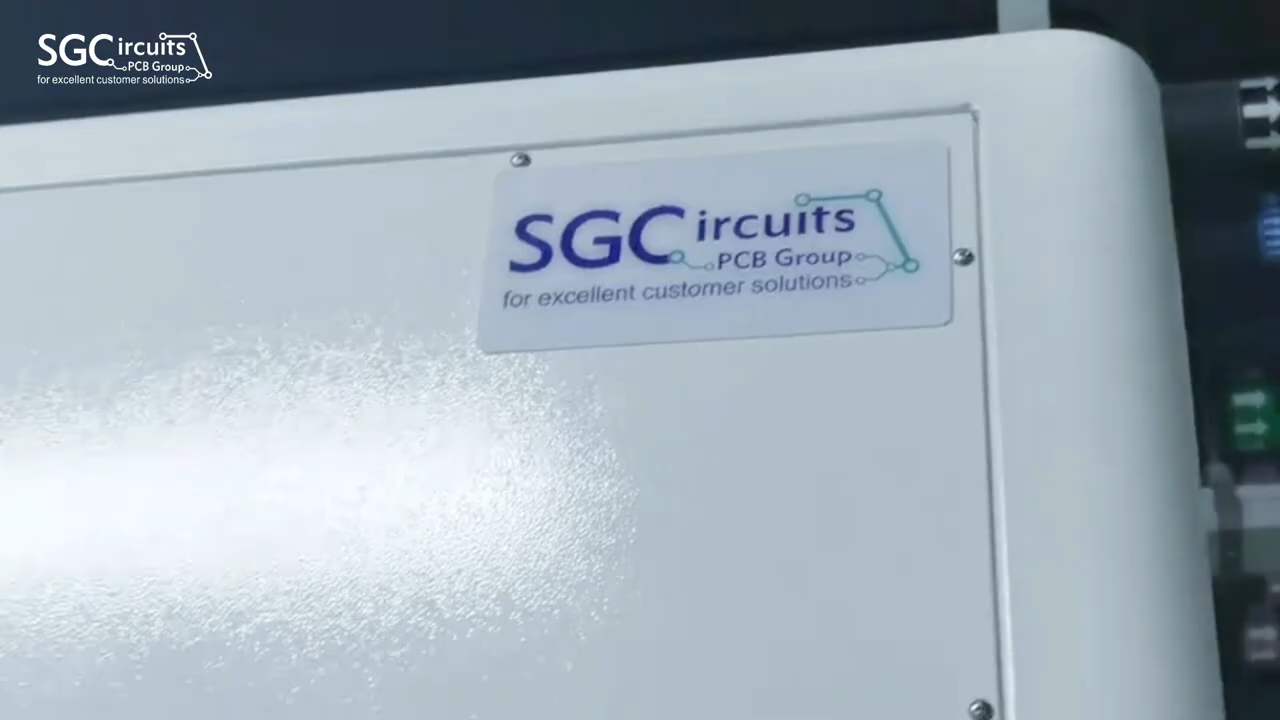 SGCircuits
PCB Group
for excellent customer solutions
SGCircuits
PCB Group
for excellent customer solutions